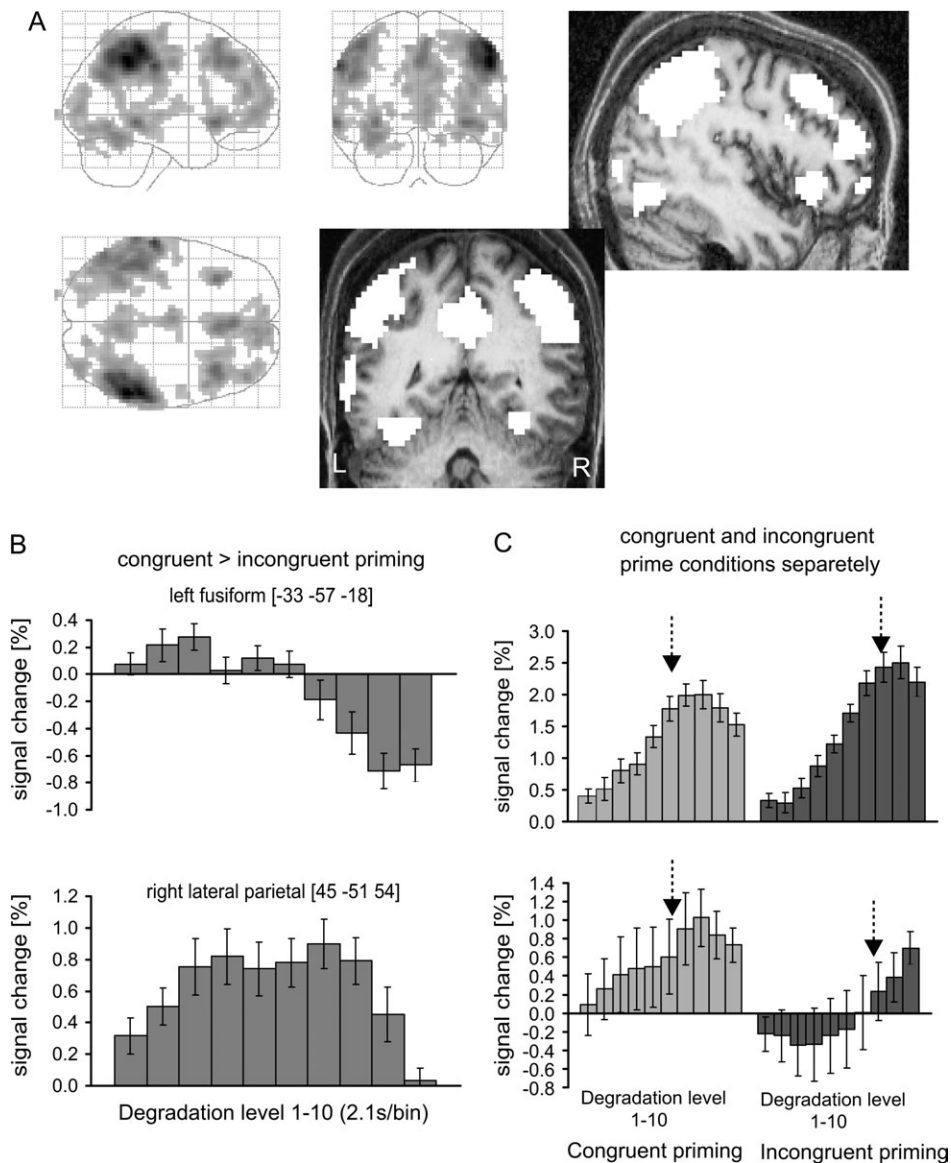 A
L
R
B
congruent > incongruent priming
left fusiform [-33 -57 -18]
signal change [%]
0.4
0.2
0.0
-0.2
-0.4
-0.6
-0.8
-1.0
right lateral parietal [45 -51 54]
signal change [%]
1.2
1.0
0.8
0.6
0.4
0.2
0.0
Degradation level 1-10 (2.1s/bin)
C
congruent and incongruent
prime conditions separetely
signal change [%]
3.0
2.5
2.0
1.5
1.0
0.5
0.0
signal change [%]
1.4
1.2
1.0
0.8
0.6
0.4
0.2
0.0
-0.2
-0.4
-0.6
-0.8
Degradation level
1-10
Degradation level
1-10
Congruent priming
Incongruent priming